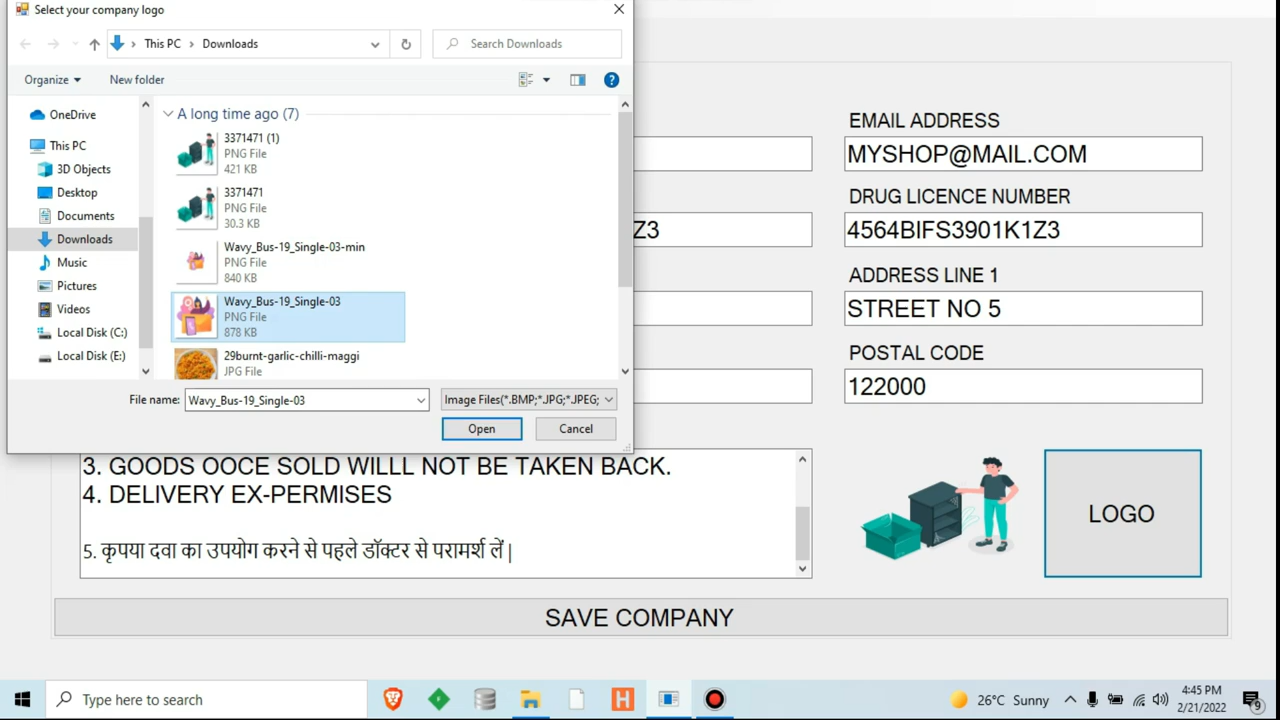 Select your company logo
This PC › Downloads
Search Downloads
Organize
New folder
OneDrive
This PC
3D Objects
Desktop
Documents
Downloads
Music
Pictures
Videos
Local Disk (C:)
Local Disk (E:)
A long time ago (7)
3371471 (1)
PNG File
421 KB
3371471
PNG File
30.3 KB
Wavy_Bus-19_Single-03-min
PNG File
840 KB
Wavy_Bus-19_Single-03
PNG File
878 KB
29burnt-garlic-chilli-maggi
JPG File
File name:
Wavy_Bus-19_Single-03
Image Files(*.BMP;*.JPG;*.JPEG;
Open
Cancel
EMAIL ADDRESS
MYSHOP@MAIL.COM
DRUG LICENCE NUMBER
Z3
4564BIFS3901K1Z3
ADDRESS LINE 1
STREET NO 5
POSTAL CODE
122000
3. GOODS OOCE SOLD WILLL NOT BE TAKEN BACK.
4. DELIVERY EX-PERMISES
5. कृपया दवा का उपयोग करने से पहले डॉक्टर से परामर्श लें |
LOGO
SAVE COMPANY
Type here to search
H
26°C Sunny
4:45 PM
2/21/2022
9